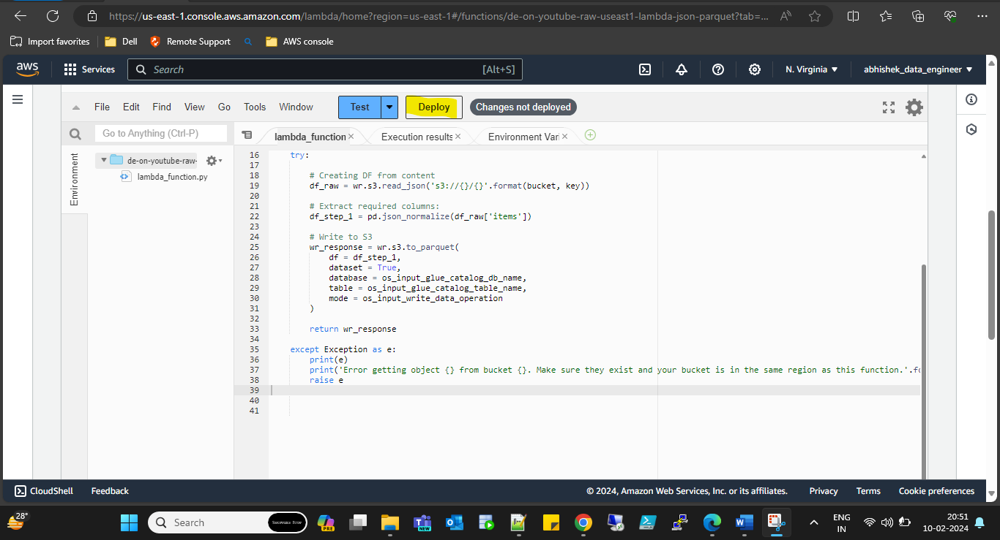 https://us-east-1.console.aws.amazon.com/lambda/home?region=us-east-1#/functions/de-on-youtube-raw-useast1-lambda-json-parquet?tab=...
Import favorites Dell Remote Support AWS console
aws Services Search [Alt+S] N. Virginia abhishek_data_engineer
File Edit Find View Go Tools Window Test Deploy Changes not deployed
Go to Anything (Ctrl-P) lambda_function Execution results Environment Var
Environment
de-on-youtube-raw-
lambda_function.py
16 try:
17
18 # Creating DF from content
19 df_raw = wr.s3.read_json('s3://{}/{}'.format(bucket, key))
20
21 # Extract required columns:
22 df_step_1 = pd.json_normalize(df_raw['items'])
23
24 # Write to S3
25 wr_response = wr.s3.to_parquet(
26 df = df_step_1,
27 dataset = True,
28 database = os_input_glue_catalog_db_name,
29 table = os_input_glue_catalog_table_name,
30 mode = os_input_write_data_operation
31 )
32
33 return wr_response
34
35 except Exception as e:
36 print(e)
37 print('Error getting object {} from bucket {}. Make sure they exist and your bucket is in the same region as this function.'.fo
38 raise e
39
40
41
CloudShell Feedback © 2024, Amazon Web Services, Inc. or its affiliates. Privacy Terms Cookie preferences
28° Search Shoppers Stop PRE NEW ENG 20:51
IN 10-02-2024